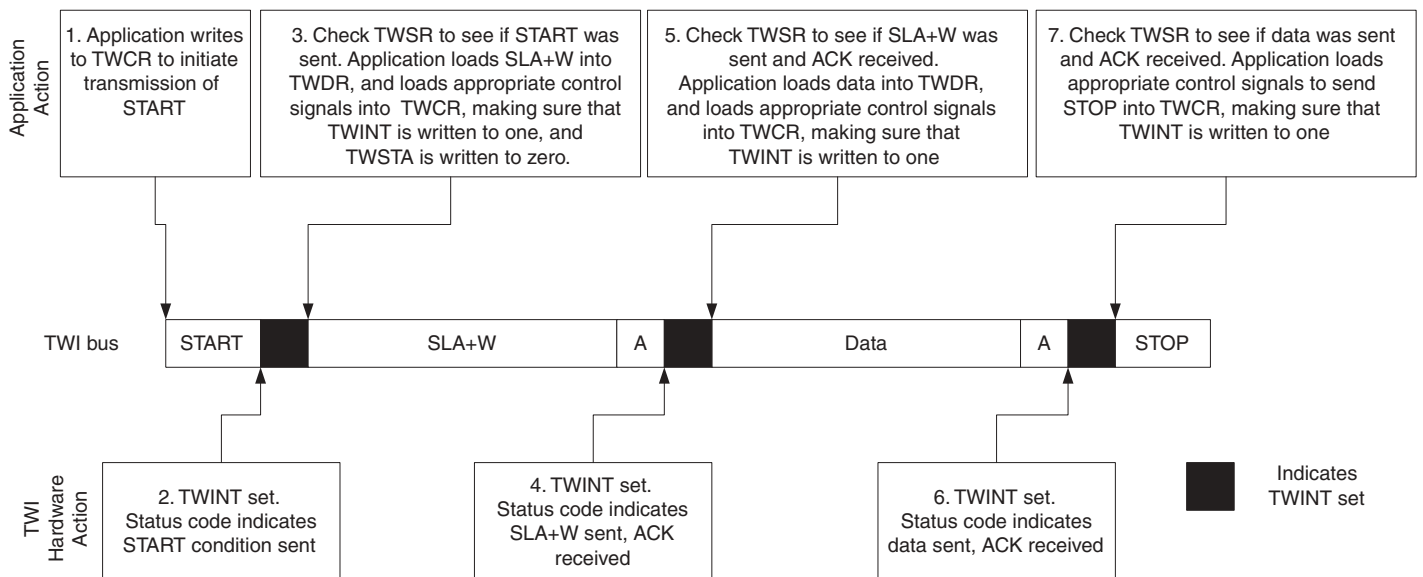 Application
Action
1. Application writes
to TWCR to initiate
transmission of
START
3. Check TWSR to see if START was
sent. Application loads SLA+W into
TWDR, and loads appropriate control
signals into TWCR, making sure that
TWINT is written to one, and
TWSTA is written to zero.
5. Check TWSR to see if SLA+W was
sent and ACK received.
Application loads data into TWDR,
and loads appropriate control signals
into TWCR, making sure that
TWINT is written to one
7. Check TWSR to see if data was sent
and ACK received. Application loads
appropriate control signals to send
STOP into TWCR, making sure that
TWINT is written to one
TWI bus
START
SLA+W
A
Data
A
STOP
TWI
Hardware
Action
2. TWINT set.
Status code indicates
START condition sent
4. TWINT set.
Status code indicates
SLA+W sent, ACK
received
6. TWINT set.
Status code indicates
data sent, ACK received
Indicates
TWINT set